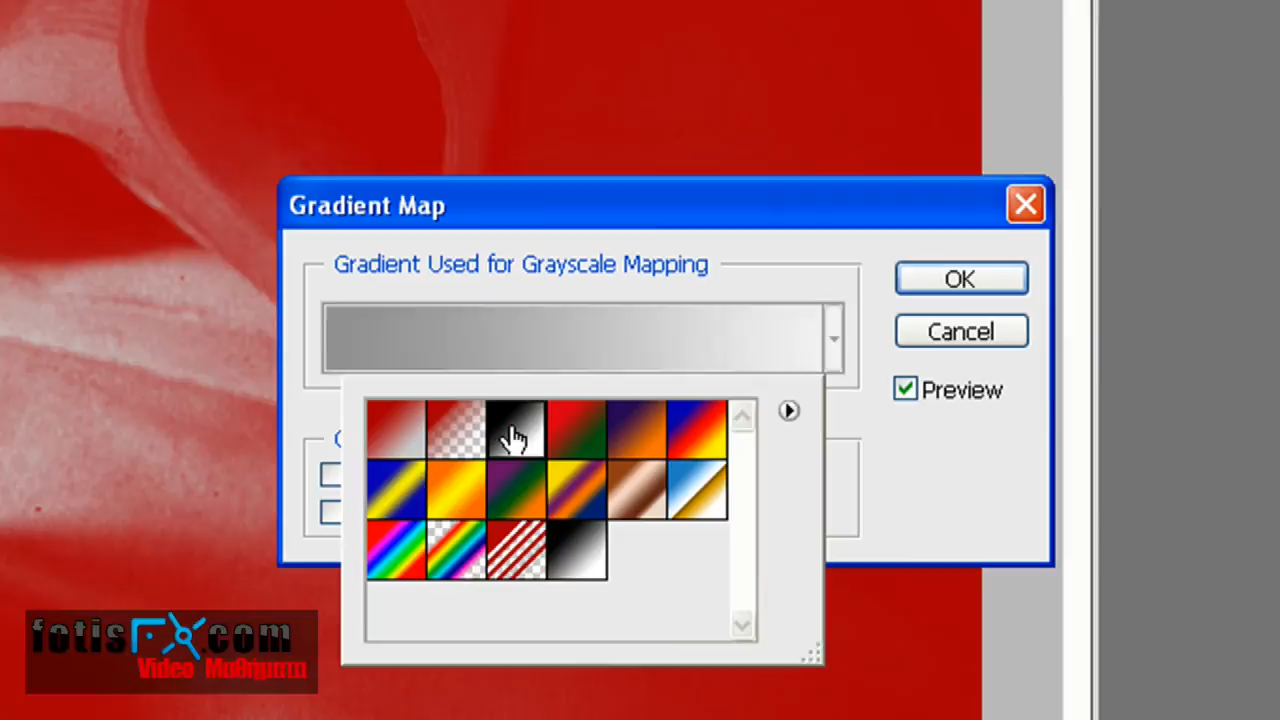 Gradient Map
Gradient Used for Grayscale Mapping
OK
Cancel
Preview
fotisFX.com
Video Μαθήματα